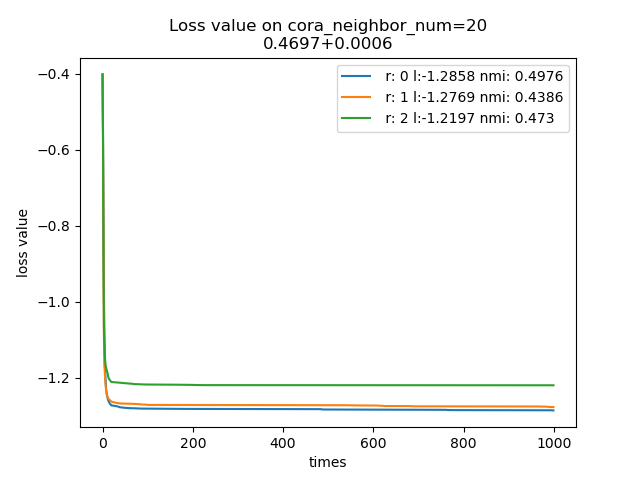 Loss value on cora_neighbor_num=20
0.4697+0.0006
r: 0 l:-1.2858 nmi: 0.4976
r: 1 l:-1.2769 nmi: 0.4386
r: 2 l:-1.2197 nmi: 0.473
loss value
−0.4
−0.6
−0.8
−1.0
−1.2
0 200 400 600 800 1000
times